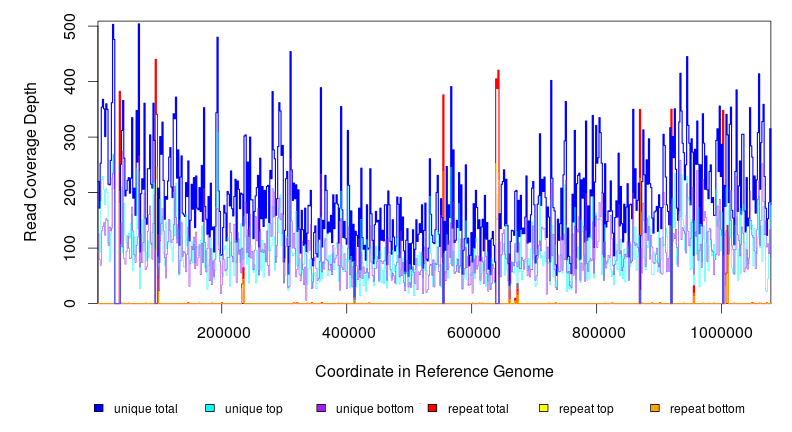 500
400
300
200
100
0
Read Coverage Depth
200000 400000 600000 800000 1000000
Coordinate in Reference Genome
unique total unique top unique bottom repeat total repeat top repeat bottom